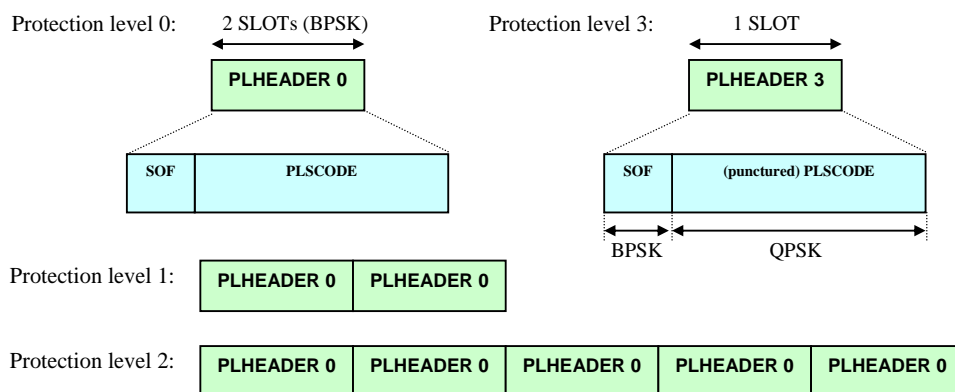 Protection level 0:
2 SLOTs (BPSK)
PLHEADER 0
SOF
PLSCODE
Protection level 3:
1 SLOT
PLHEADER 3
SOF
(punctured) PLSCODE
BPSK
QPSK
Protection level 1:
PLHEADER 0
PLHEADER 0
Protection level 2:
PLHEADER 0
PLHEADER 0
PLHEADER 0
PLHEADER 0
PLHEADER 0